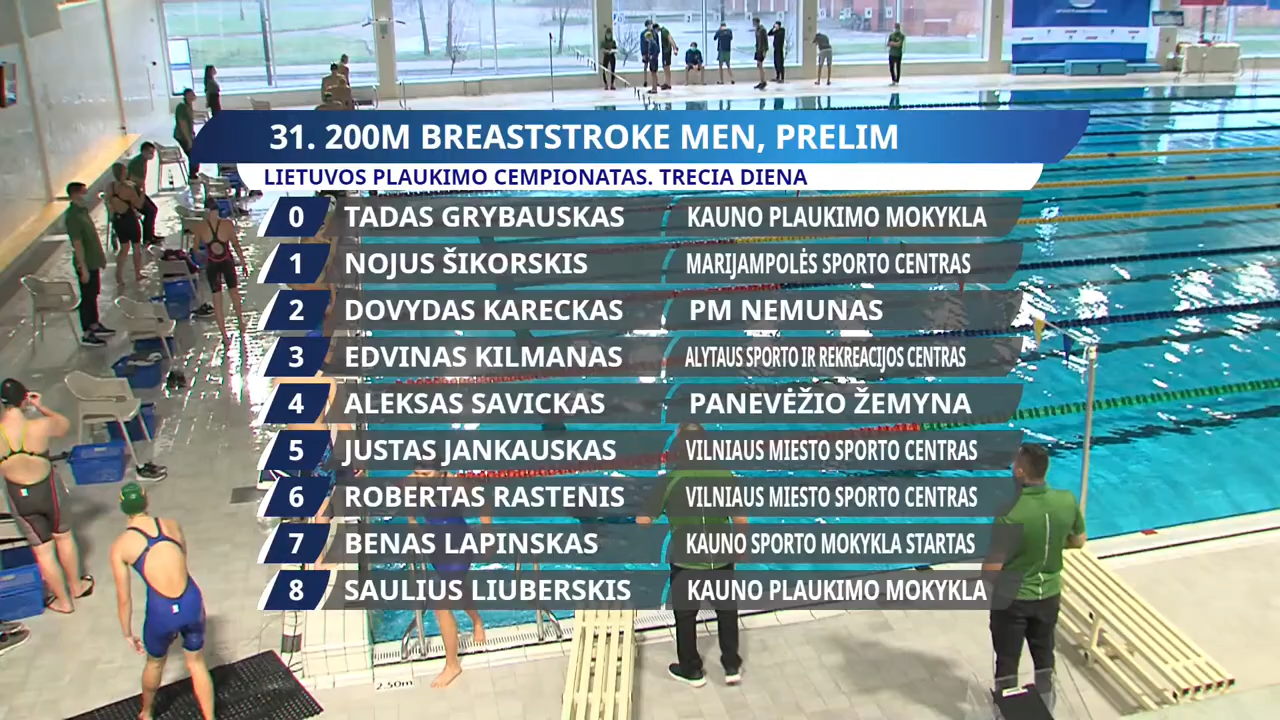 31. 200M BREASTSTROKE MEN, PRELIM
LIETUVOS PLAUKIMO CEMPIONATAS. TRECIA DIENA
0 TADAS GRYBAUSKAS KAUNO PLAUKIMO MOKYKLA
1 NOJUS ŠIKORSKIS MARIJAMPOLĖS SPORTO CENTRAS
2 DOVYDAS KARECKAS PM NEMUNAS
3 EDVINAS KILMANAS ALYTAUS SPORTO IR REKREACIJOS CENTRAS
4 ALEKSAS SAVICKAS PANEVĖŽIO ŽEMYNA
5 JUSTAS JANKAUSKAS VILNIAUS MIESTO SPORTO CENTRAS
6 ROBERTAS RASTENIS VILNIAUS MIESTO SPORTO CENTRAS
7 BENAS LAPINSKAS KAUNO SPORTO MOKYKLA STARTAS
8 SAULIUS LIUBERSKIS KAUNO PLAUKIMO MOKYKLA
2.50m